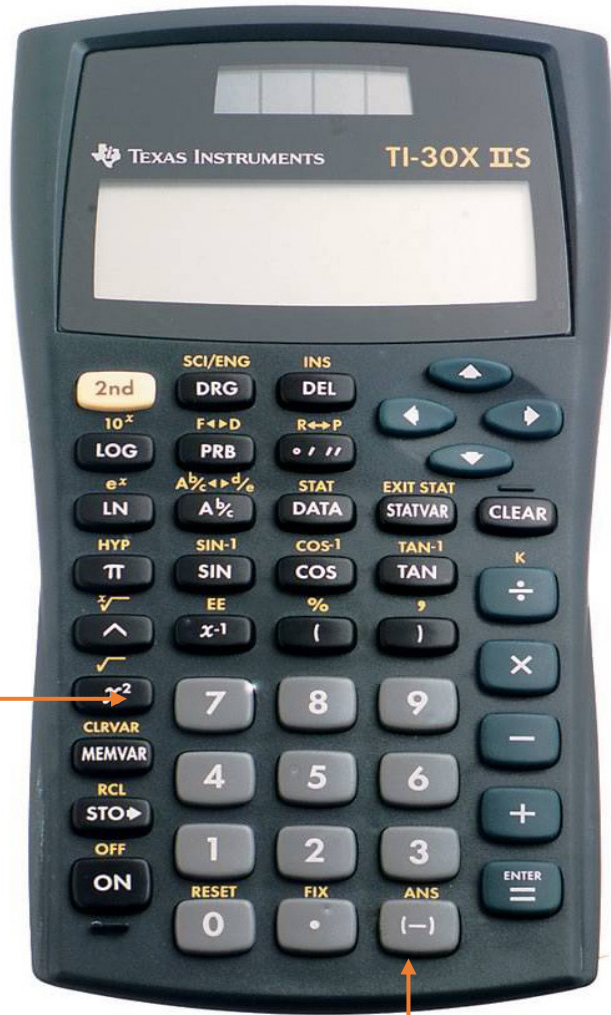 TEXAS INSTRUMENTS TI-30X IIS
SCI/ENG INS
2nd DRG DEL
10ˣ F◄►D R↔P
LOG PRB ° ′ ″
eˣ Aᵇ/c◄►ᵈ/e STAT EXIT STAT
LN Aᵇ/c DATA STATVAR CLEAR
HYP SIN-1 COS-1 TAN-1 K
π SIN COS TAN ÷
ˣ√ EE % ,
^ x-1 ( ) ×
√
x² 7 8 9 −
CLRVAR
MEMVAR 4 5 6
RCL
STO► 1 2 3 +
OFF
ON
RESET FIX ANS ENTER
0 . (−) =